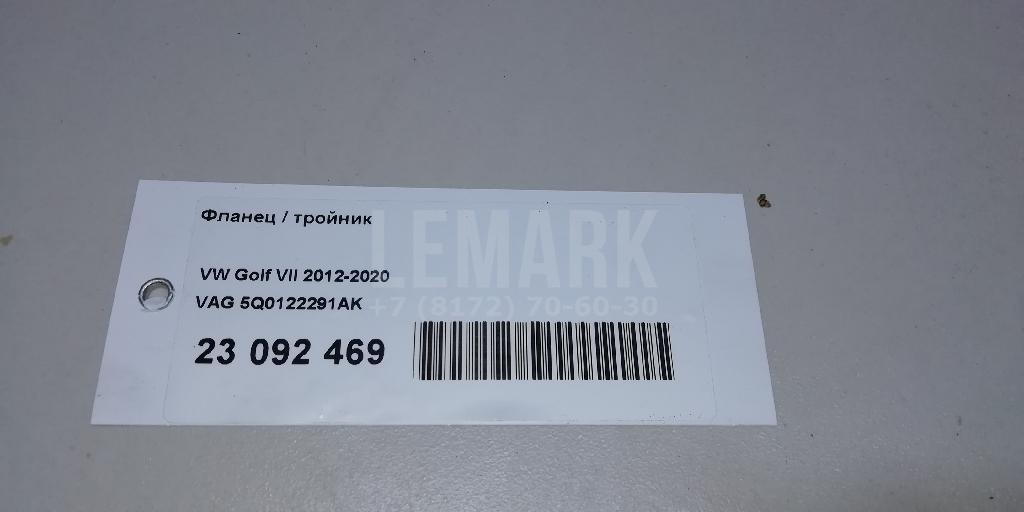 Фланец / тройник
LEMARK
VW Golf VII 2012-2020
VAG 5Q0122291AK
+7 (8172) 70-60-30
23 092 469